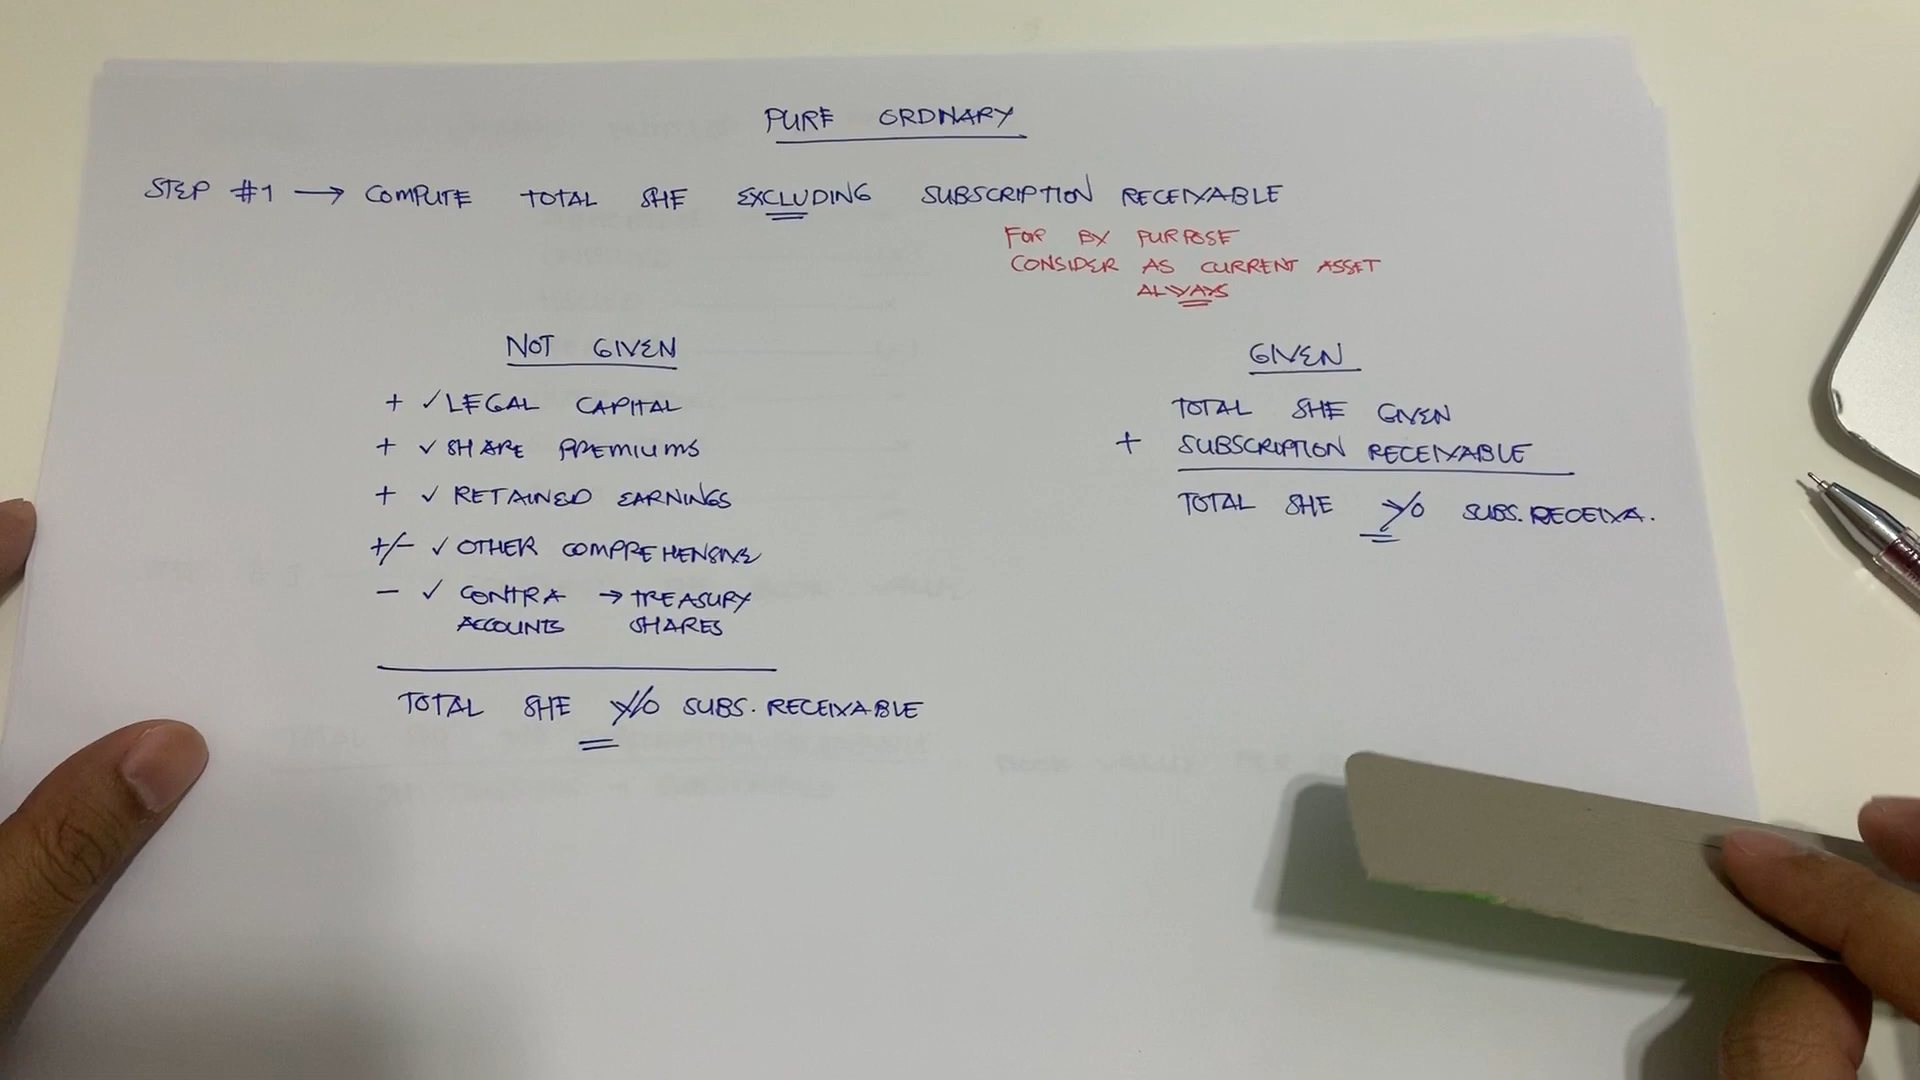 PURE ORDNARY
STEP #1 → COMPUTE TOTAL SHE EXCLUDING SUBSCRIPTION RECEIVABLE
FOR BV PURPOSE
CONSIDER AS CURRENT ASSET
ALWAYS
NOT GIVEN
+ ✓ LEGAL CAPITAL
+ ✓ SHARE PREMIUMS
+ ✓ RETAINED EARNINGS
+/- ✓ OTHER COMPREHENSIVE
- ✓ CONTRA → TREASURY
ACCOUNTS SHARES
TOTAL SHE W/O SUBS. RECEIVABLE
GIVEN
TOTAL SHE GIVEN
+ SUBSCRIPTION RECEIVABLE
TOTAL SHE W/O SUBS. RECEIVA.